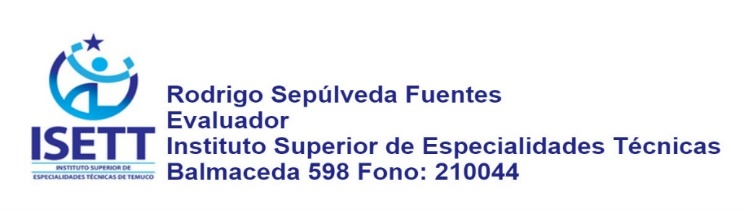 ISETT
INSTITUTO SUPERIOR DE
ESPECIALIDADES TÉCNICAS DE TEMUCO
Rodrigo Sepúlveda Fuentes
Evaluador
Instituto Superior de Especialidades Técnicas
Balmaceda 598 Fono: 210044